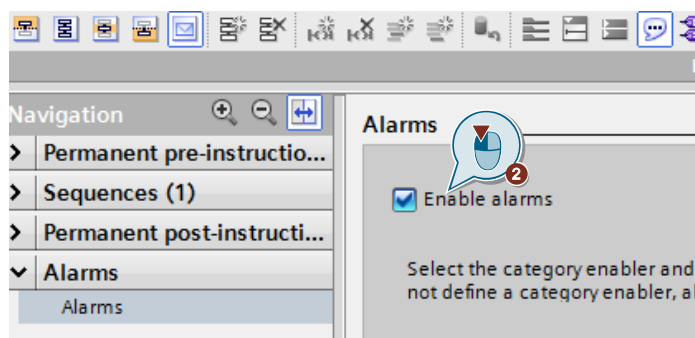 Navigation
Permanent pre-instructio...
Sequences (1)
Permanent post-instructi...
Alarms
Alarms
Alarms
2
Enable alarms
Select the category enabler and
not define a category enabler, al